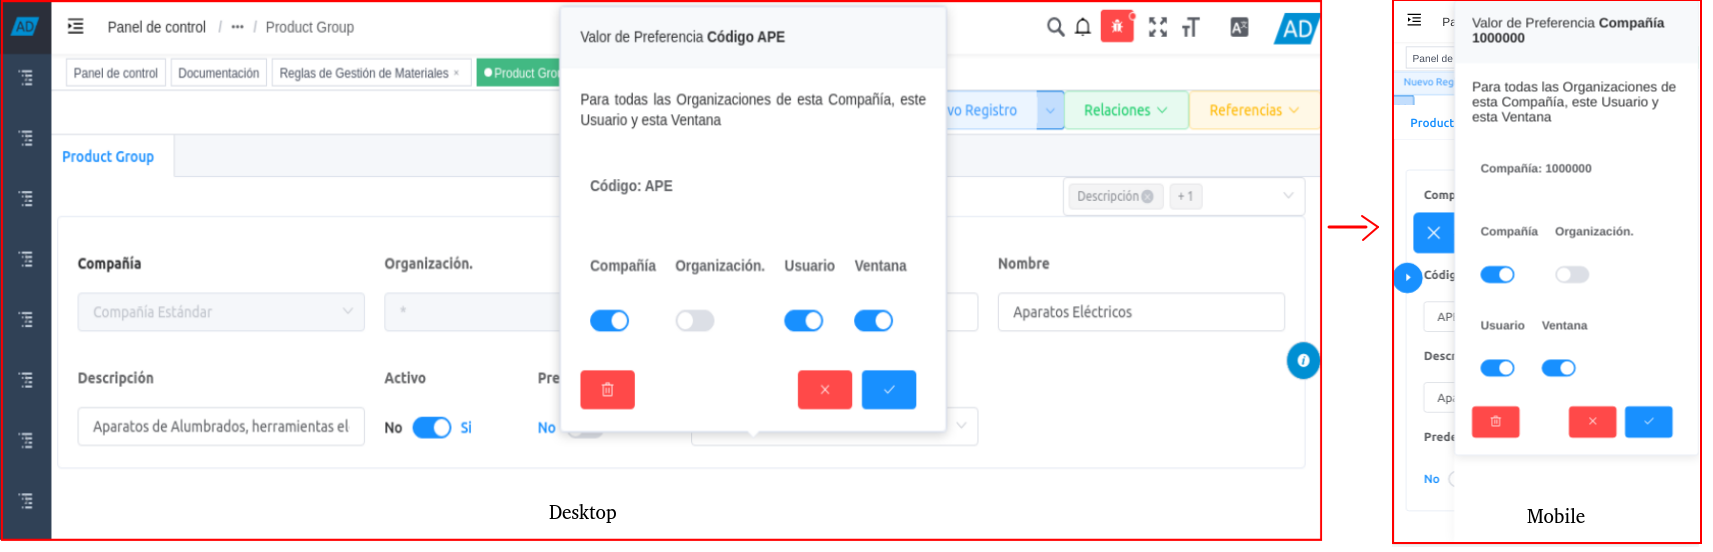 AD
Panel de control / ••• / Product Group
AD
Panel de control
Documentación
Reglas de Gestión de Materiales ×
Product Grou
vo Registro
Relaciones
Referencias
Product Group
Descripción
+ 1
Compañía
Organización.
Nombre
Compañía Estándar
*
Aparatos Eléctricos
Descripción
Activo
Pre
Aparatos de Alumbrados, herramientas el
No
Si
No
Valor de Preferencia Código APE
Para todas las Organizaciones de esta Compañía, este
Usuario y esta Ventana
Código: APE
Compañía
Organización.
Usuario
Ventana
Desktop
Pa
Panel de
Nuevo Reg
Product
Comp
Códig
API
Descr
Apa
Prede
No
Valor de Preferencia Compañía
1000000
Para todas las Organizaciones de
esta Compañía, este Usuario y
esta Ventana
Compañía: 1000000
Compañía
Organización.
Usuario
Ventana
Mobile